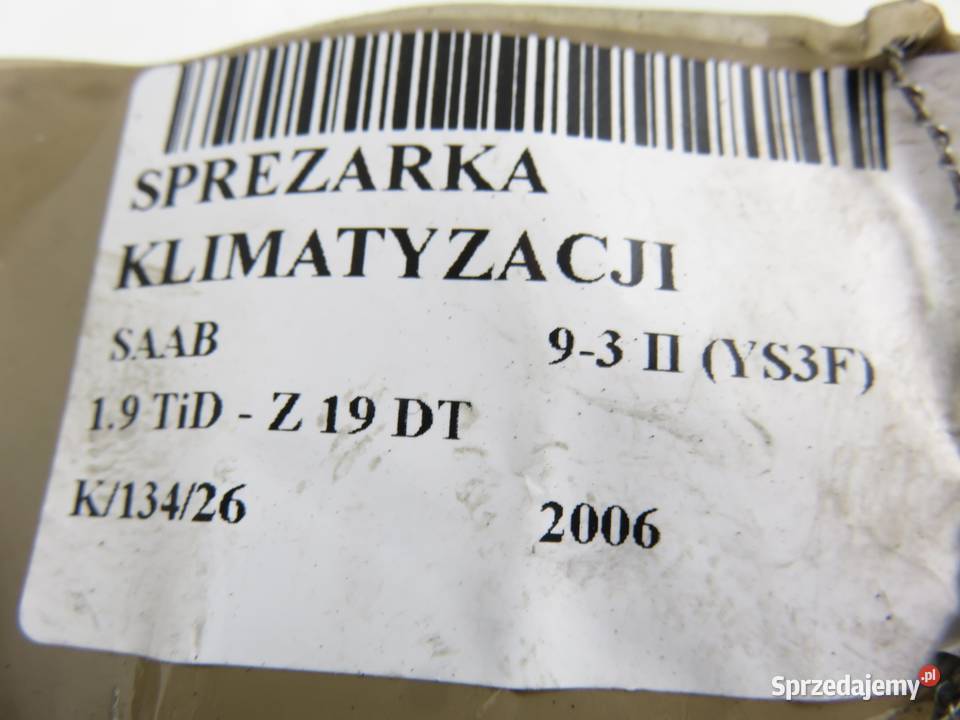 SPREZARKA
KLIMATYZACJI
SAAB 9-3 II (YS3F)
1.9 TiD - Z 19 DT
K/134/26 2006
Sprzedajemy.pl